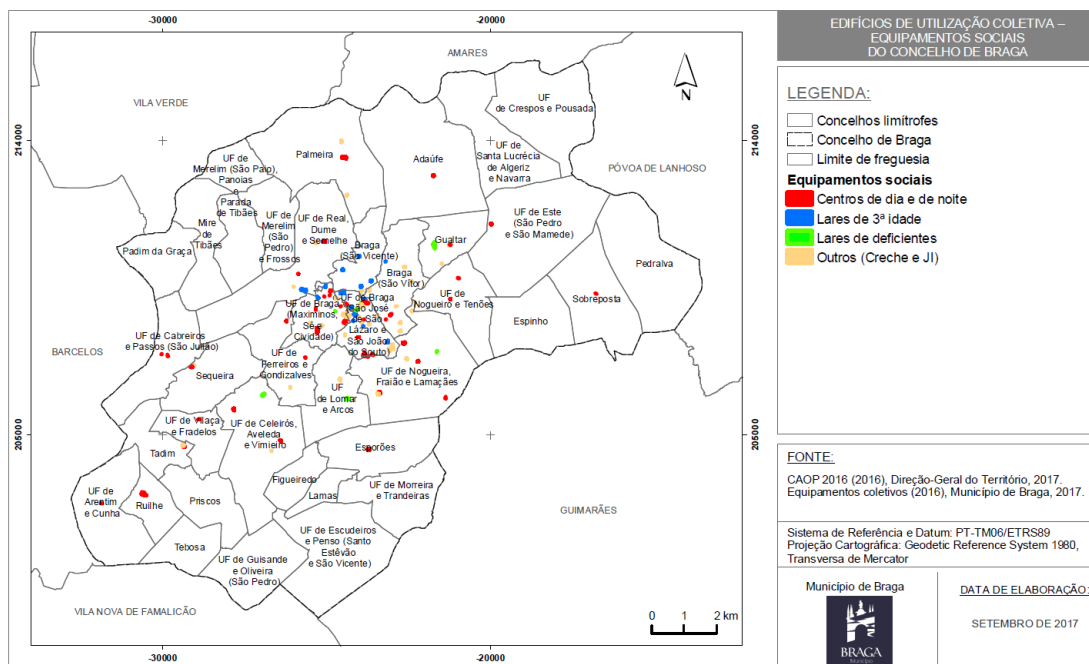 -30000
-20000
EDIFÍCIOS DE UTILIZAÇÃO COLETIVA –
EQUIPAMENTOS SOCIAIS
DO CONCELHO DE BRAGA
AMARES
N
VILA VERDE
UF
de Crespos e Pousada
LEGENDA:
Concelhos limítrofes
Concelho de Braga
Limite de freguesia
Equipamentos sociais
Centros de dia e de noite
Lares de 3ª idade
Lares de deficientes
Outros (Creche e JI)
214000
214000
Palmeira
Adaúfe
UF de
Santa Lucrécia
de Algeriz
e Navarra
PÓVOA DE LANHOSO
UF de
Merelim (São Paio),
Panoias
e
Parada
de Tibães
Mire
de
Tibães
UF de
Merelim
(São
Pedro)
e Frossos
UF de Real,
Dume
e Semelhe
UF de Este
(São Pedro
e São Mamede)
Padim da Graça
Braga
(São Vicente)
Gualtar
Pedralva
Braga
(São Vítor)
UF de
Nogueiro e Tenões
Sobreposta
Espinho
UF de Braga
(Maximinos,
Sé e
Cividade)
UF de Braga
(São José
de São
Lázaro e
São João
do Souto)
UF de Cabreiros
e Passos (São Julião)
BARCELOS
Sequeira
UF de
Ferreiros e
Gondizalves
UF de Nogueira,
Fraião e Lamaçães
UF
de Lomar
e Arcos
UF de Vilaça
e Fradelos
UF de Celeirós,
Aveleda
e Vimieiro
205000
205000
Tadim
Esporões
Figueiredo
Lamas
UF de Morreira
e Trandeiras
UF de
Arentim
e Cunha
Ruilhe
Priscos
GUIMARÃES
Tebosa
UF de Escudeiros
e Penso (Santo
Estêvão
e São Vicente)
UF de Guisande
e Oliveira
(São Pedro)
VILA NOVA DE FAMALICÃO
0 1 2 km
-30000
-20000
FONTE:
CAOP 2016 (2016), Direção-Geral do Território, 2017.
Equipamentos coletivos (2016), Município de Braga, 2017.
Sistema de Referência e Datum: PT-TM06/ETRS89
Projeção Cartográfica: Geodetic Reference System 1980,
Transversa de Mercator
Município de Braga
BRAGA
Município
DATA DE ELABORAÇÃO:
SETEMBRO DE 2017